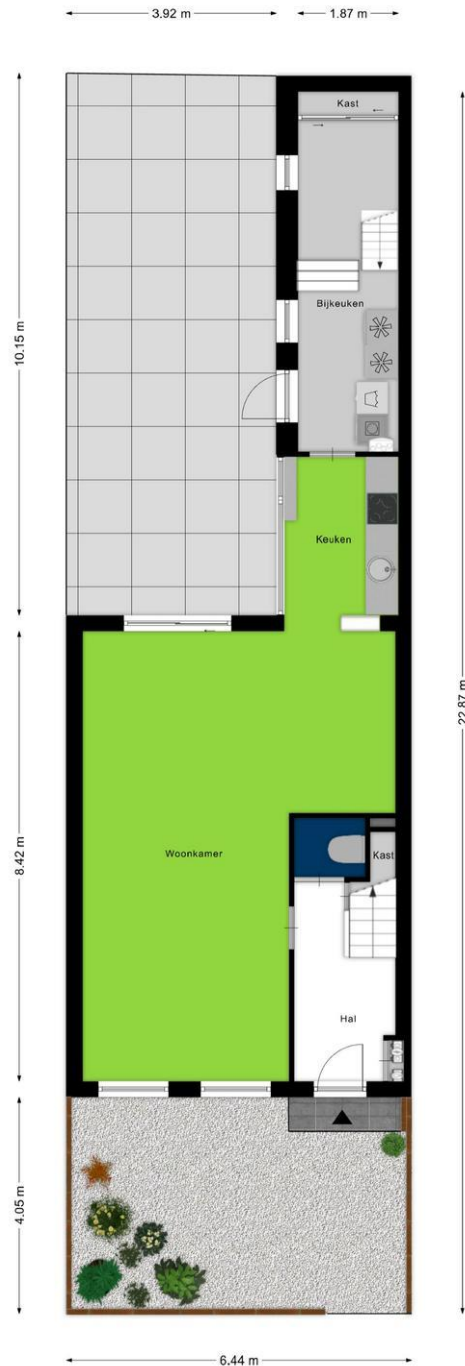 3.92 m
1.87 m
Kast
Bijkeuken
10.15 m
Keuken
22.87 m
8.42 m
Woonkamer
Kast
Hal
4.05 m
6.44 m